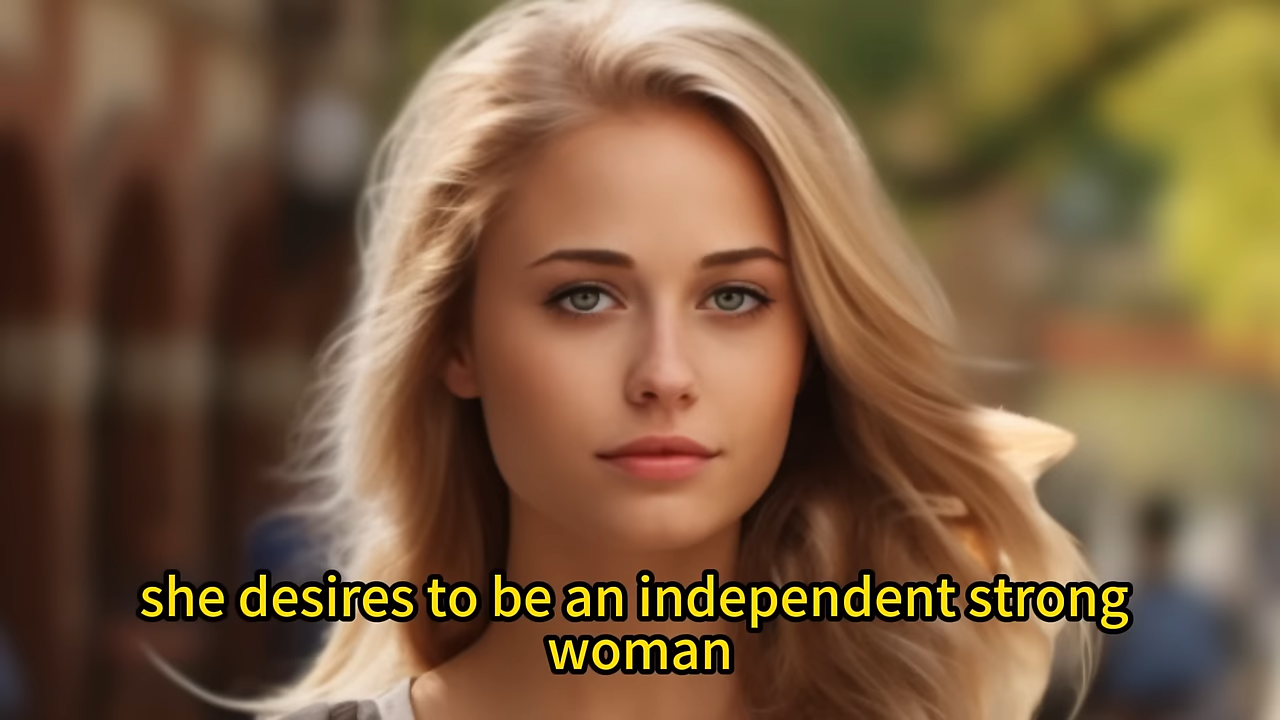 she desires to be an independent strong
woman